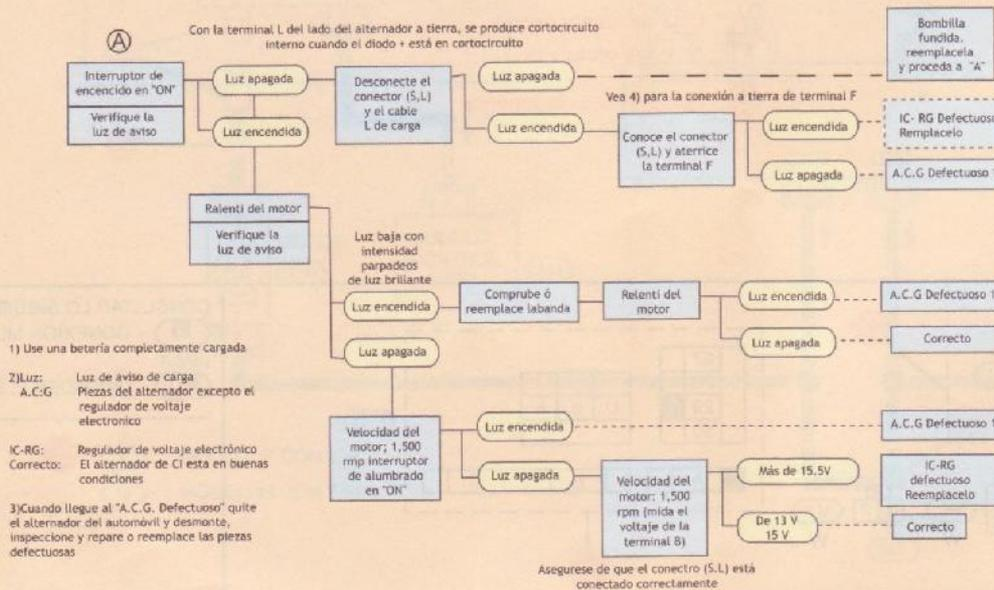 Con la terminal L del lado del alternador a tierra, se produce cortocircuito
interno cuando el diodo + está en cortocircuito
A
Interruptor de
encencido en "ON"
Verifique la
luz de aviso
Luz apagada
Luz encendida
Desconecte el
conector (S,L)
y el cable
L de carga
Luz apagada
Luz encendida
Bombilla
fundida.
reemplacela
y proceda a "A"
Vea 4) para la conexión a tierra de terminal F
Conoce el conector
(S,L) y aterrice
la terminal F
Luz encendida
Luz apagada
IC- RG Defectuoso
Remplacelo
A.C.G Defectuoso 1
Ralenti del motor
Verifique la
luz de aviso
Luz baja con
intensidad
parpadeos
de luz brillante
Luz encendida
Luz apagada
Comprube ó
reemplace labanda
Relenti del
motor
Luz encendida
Luz apagada
A.C.G Defectuoso 1
Correcto
Velocidad del
motor; 1,500
rmp interruptor
de alumbrado
en "ON"
Luz encendida
Luz apagada
A.C.G Defectuoso 1
Velocidad del
motor: 1,500
rpm (mida el
voltaje de la
terminal B)
Más de 15.5V
De 13 V
15 V
IC-RG
defectuoso
Reemplacelo
Correcto
Asegurese de que el conectro (S.L) está
conectado correctamente
1) Use una betería completamente cargada
2)Luz: Luz de aviso de carga
A.C:G Piezas del alternador excepto el
regulador de voltaje
electronico
IC-RG: Regulador de voltaje electrónico
Correcto: El alternador de CI esta en buenas
condiciones
3)Cuando llegue al "A.C.G. Defectuoso" quite
el alternador del automóvil y desmonte,
inspeccione y repare o reemplace las piezas
defectuosas